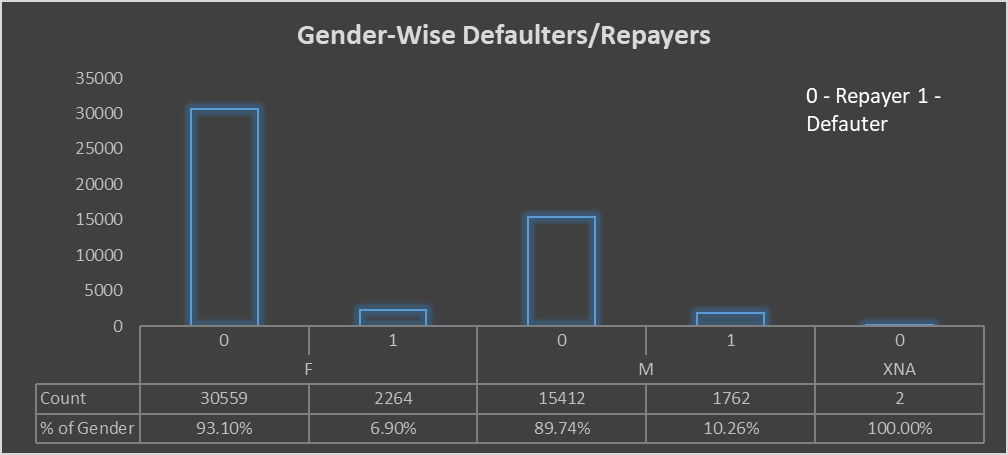 Gender-Wise Defaulters/Repayers
0 - Repayer 1 -
Defauter
35000
30000
25000
20000
15000
10000
5000
0
0 1 0 1 0
F M XNA
Count 30559 2264 15412 1762 2
% of Gender 93.10% 6.90% 89.74% 10.26% 100.00%